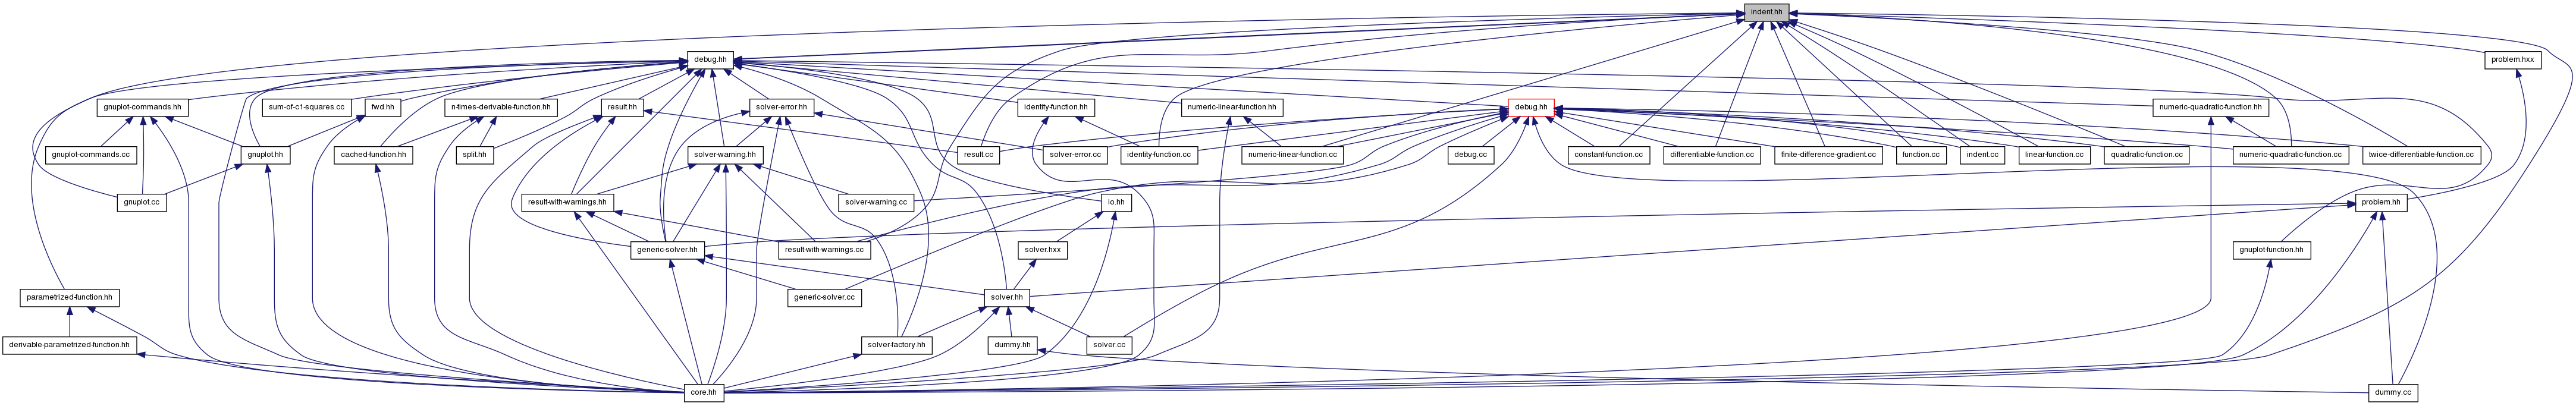 indent.hh
debug.hh
problem.hxx
gnuplot-commands.hh
sum-of-c1-squares.cc
fwd.hh
n-times-derivable-function.hh
result.hh
solver-error.hh
identity-function.hh
numeric-linear-function.hh
debug.hh
numeric-quadratic-function.hh
gnuplot-commands.cc
gnuplot.hh
cached-function.hh
split.hh
solver-warning.hh
result.cc
solver-error.cc
identity-function.cc
numeric-linear-function.cc
debug.cc
constant-function.cc
differentiable-function.cc
finite-difference-gradient.cc
function.cc
indent.cc
linear-function.cc
quadratic-function.cc
numeric-quadratic-function.cc
twice-differentiable-function.cc
gnuplot.cc
result-with-warnings.hh
solver-warning.cc
io.hh
problem.hh
generic-solver.hh
result-with-warnings.cc
solver.hxx
gnuplot-function.hh
parametrized-function.hh
generic-solver.cc
solver.hh
derivable-parametrized-function.hh
solver-factory.hh
dummy.hh
solver.cc
core.hh
dummy.cc